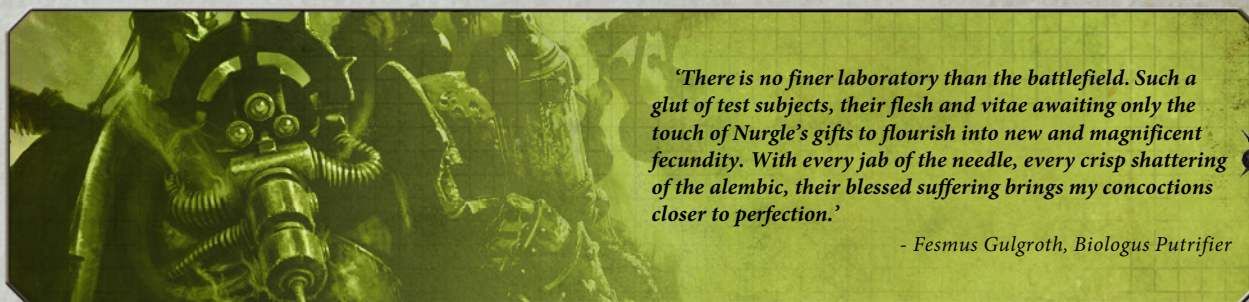 ‘There is no finer laboratory than the battlefield. Such a
glut of test subjects, their flesh and vitae awaiting only the
touch of Nurgle’s gifts to flourish into new and magnificent
fecundity. With every jab of the needle, every crisp shattering
of the alembic, their blessed suffering brings my concoctions
closer to perfection.’
- Fesmus Gulgroth, Biologus Putrifier